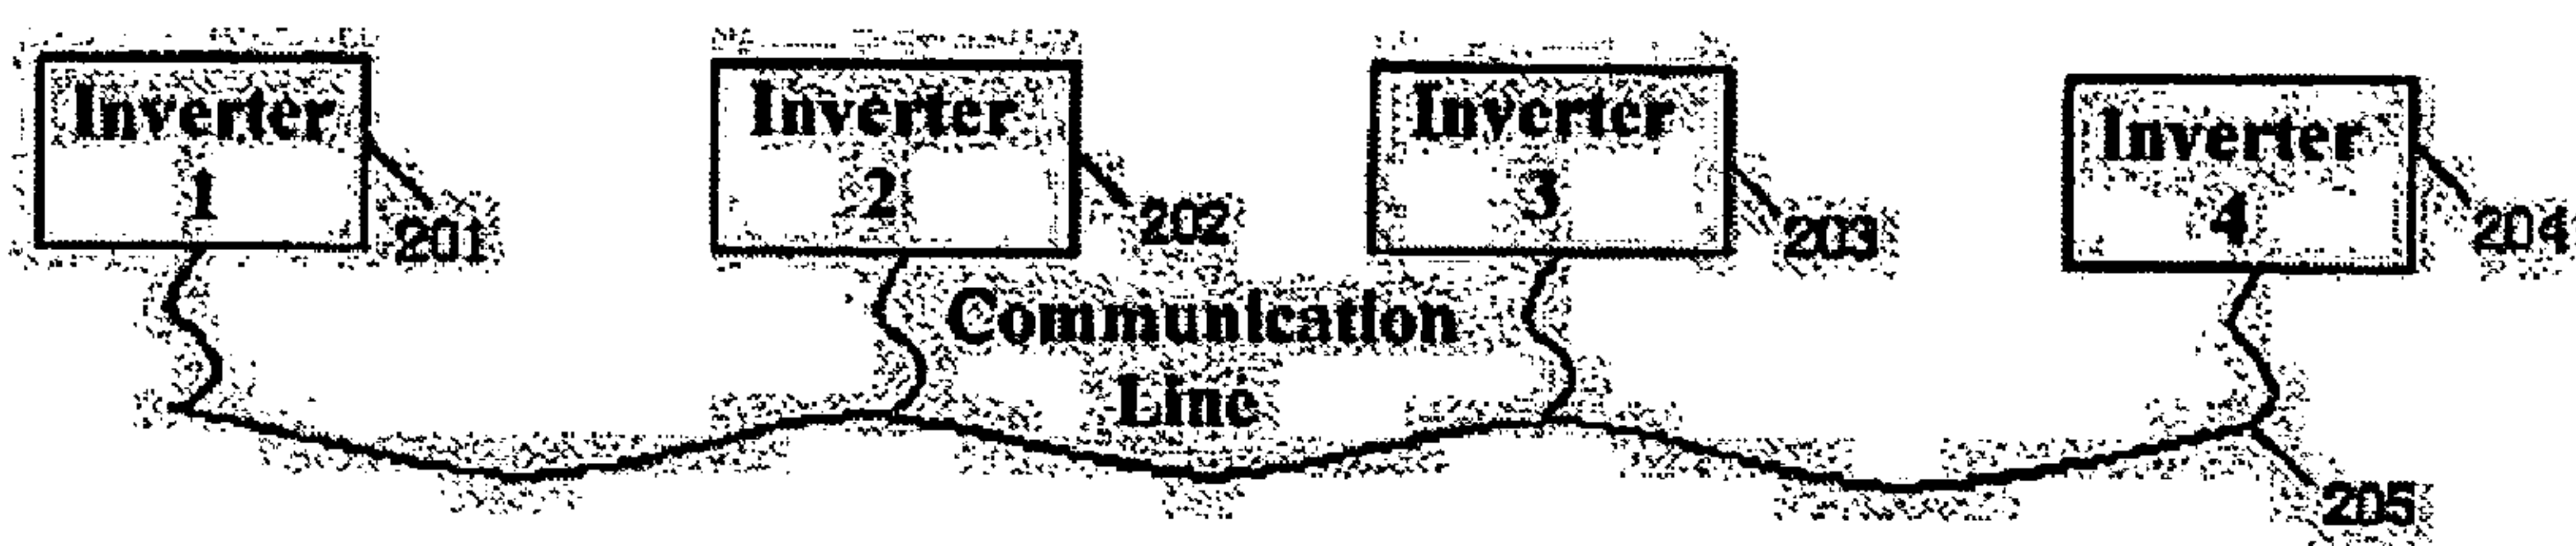 Inverter
1
201
Inverter
2
202
Inverter
3
203
Inverter
4
204
Communication
Line
205